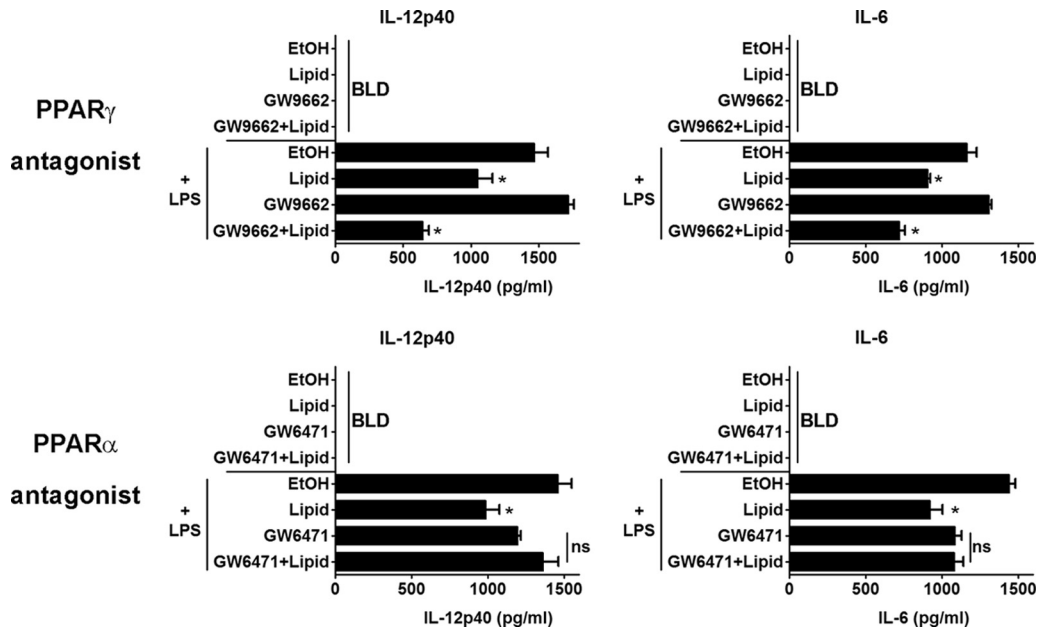 IL-12p40
IL-6
PPARγ
antagonist
EtOH
Lipid
GW9662
GW9662+Lipid
BLD
+
LPS
EtOH
Lipid
*
GW9662
GW9662+Lipid
*
0 500 1000 1500
IL-12p40 (pg/ml)
EtOH
Lipid
GW9662
GW9662+Lipid
BLD
+
LPS
EtOH
Lipid
*
GW9662
GW9662+Lipid
*
0 500 1000 1500
IL-6 (pg/ml)
IL-12p40
IL-6
PPARα
antagonist
EtOH
Lipid
GW6471
GW6471+Lipid
BLD
+
LPS
EtOH
Lipid
*
GW6471
GW6471+Lipid
ns
0 500 1000 1500
IL-12p40 (pg/ml)
EtOH
Lipid
GW6471
GW6471+Lipid
BLD
+
LPS
EtOH
Lipid
*
GW6471
GW6471+Lipid
ns
0 500 1000 1500
IL-6 (pg/ml)